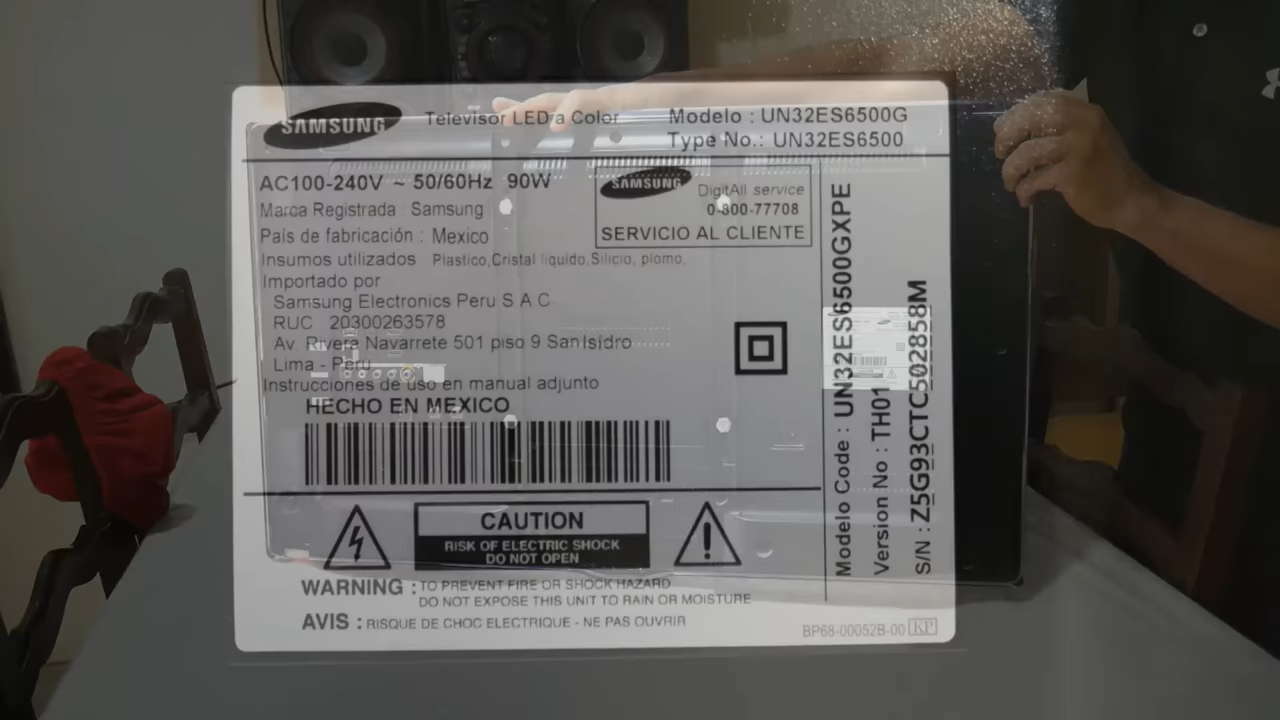 SAMSUNG
Televisor LED a Color
Modelo : UN32ES6500G
Type No.: UN32ES6500
AC100-240V ~ 50/60Hz 90W
Marca Registrada : Samsung
País de fabricación : Mexico
Insumos utilizados Plastico,Cristal liquido,Silicio, plomo,
Importado por
Samsung Electronics Peru S A C
RUC 20300263578
Av. Rivera Navarrete 501 piso 9 San Isidro
Lima - Peru
Instrucciones de uso en manual adjunto
HECHO EN MEXICO
SAMSUNG
DigitAll service
0-800-77708
SERVICIO AL CLIENTE
CAUTION
RISK OF ELECTRIC SHOCK
DO NOT OPEN
WARNING : TO PREVENT FIRE OR SHOCK HAZARD
DO NOT EXPOSE THIS UNIT TO RAIN OR MOISTURE
AVIS : RISQUE DE CHOC ELECTRIQUE - NE PAS OUVRIR
BP68-00052B-00 KP
Modelo Code : UN32ES6500GXPE
Version No : TH01
S/N : Z5G93CTC502858M